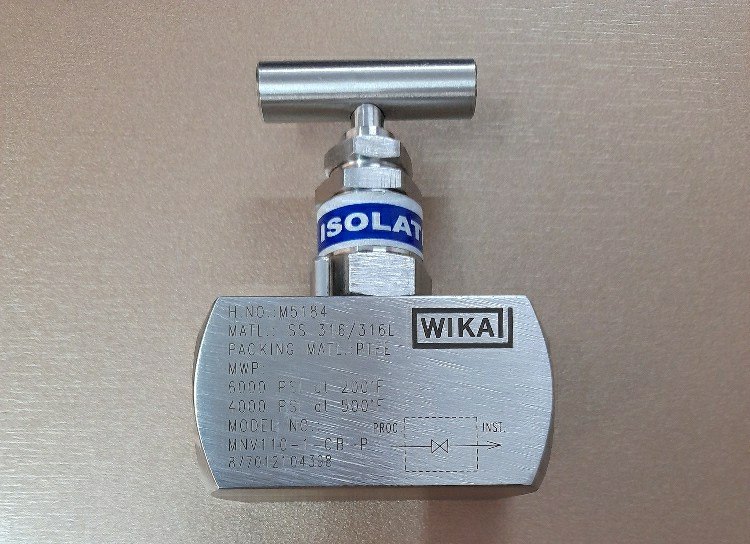 ISOLAT
H.NO.:M5184
MATL.: SS 316/316L
PACKING MATL.:PTFE
MWP
6000 PSI at 200°F
4000 PSI at 500°F
MODEL NO.:
WIKA
PROC
INST.